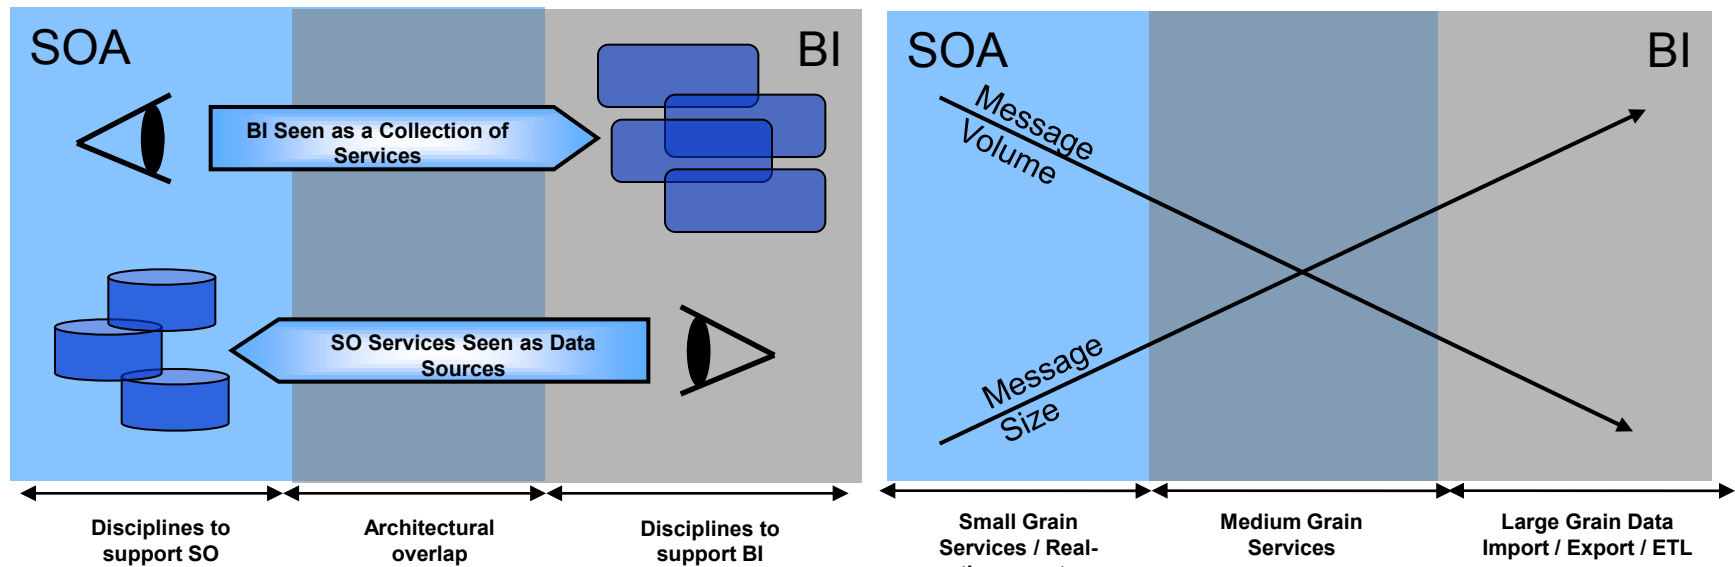 SOA
BI
BI Seen as a Collection of
Services
SO Services Seen as Data
Sources
Disciplines to
support SO
Architectural
overlap
Disciplines to
support BI
SOA
BI
Message
Volume
Message
Size
Small Grain
Services / Real-
Medium Grain
Services
Large Grain Data
Import / Export / ETL